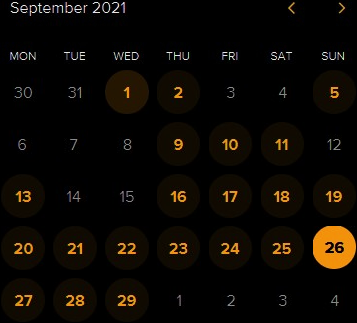 September 2021
MON TUE WED THU FRI SAT SUN
30 31 1 2 3 4 5
6 7 8 9 10 11 12
13 14 15 16 17 18 19
20 21 22 23 24 25 26
27 28 29 1 2 3 4